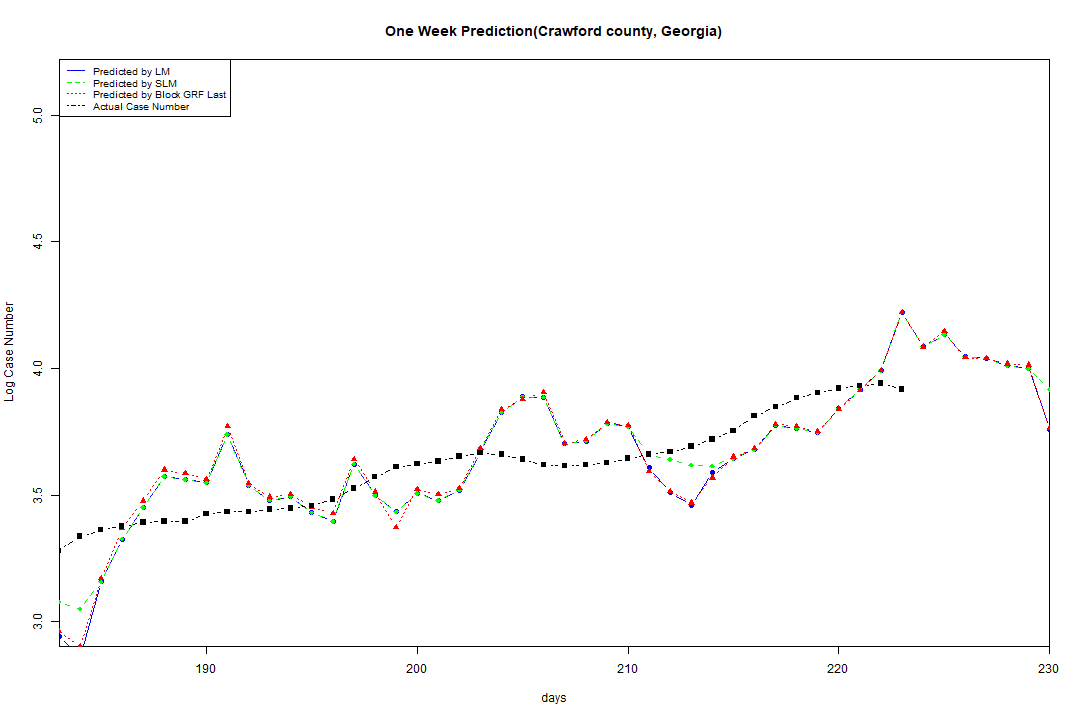 One Week Prediction(Crawford county, Georgia)
Predicted by LM
Predicted by SLM
Predicted by Block GRF Last
Actual Case Number
5.0
4.5
4.0
3.5
3.0
Log Case Number
190 200 210 220 230
days